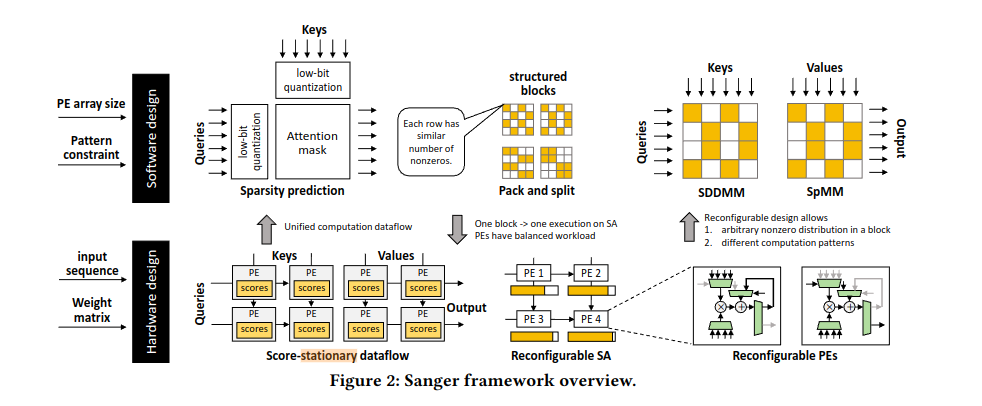 Keys
low-bit
quantization
PE array size
Pattern
constraint
Software design
Queries
low-bit
quantization
Attention
mask
Sparsity prediction
Each row has
similar
number of
nonzeros.
structured
blocks
Pack and split
Keys
Values
Queries
Output
SDDMM
SpMM
Unified computation dataflow
One block -> one execution on SA
PEs have balanced workload
Reconfigurable design allows
1. arbitrary nonzero distribution in a block
2. different computation patterns
input
sequence
Weight
matrix
Hardware design
Keys
Values
Queries
PE
scores
PE
scores
PE
scores
PE
scores
PE
scores
PE
scores
PE
scores
PE
scores
Output
Score-stationary dataflow
PE 1
PE 2
PE 3
PE 4
Reconfigurable SA
Reconfigurable PEs
Figure 2: Sanger framework overview.